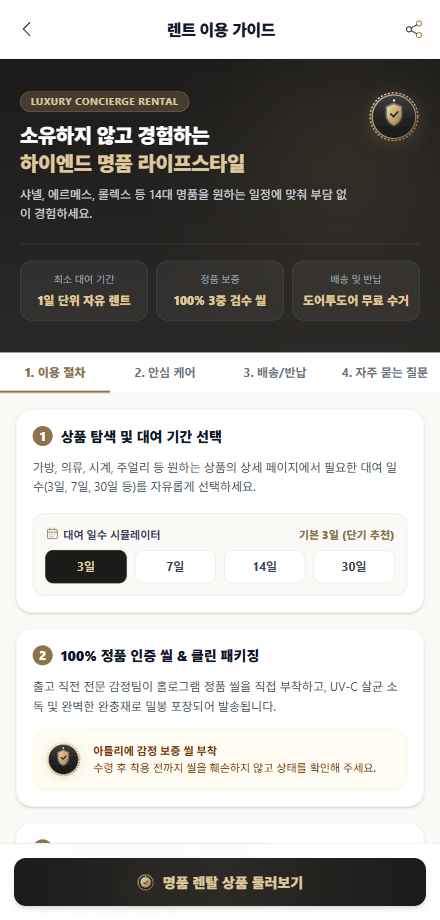 렌트 이용 가이드
LUXURY CONCIERGE RENTAL
소유하지 않고 경험하는
하이엔드 명품 라이프스타일
샤넬, 에르메스, 롤렉스 등 14대 명품을 원하는 일정에 맞춰 부담 없
이 경험하세요.
최소 대여 기간
1일 단위 자유 렌트
정품 보증
100% 3중 검수 씰
배송 및 반납
도어투도어 무료 수거
1. 이용 절차
2. 안심 케어
3. 배송/반납
4. 자주 묻는 질문
1 상품 탐색 및 대여 기간 선택
가방, 의류, 시계, 주얼리 등 원하는 상품의 상세 페이지에서 필요한 대여 일
수(3일, 7일, 30일 등)를 자유롭게 선택하세요.
대여 일수 시뮬레이터
기본 3일 (단기 추천)
3일
7일
14일
30일
2 100% 정품 인증 씰 & 클린 패키징
출고 직전 전문 감정팀이 홀로그램 정품 씰을 직접 부착하고, UV-C 살균 소
독 및 완벽한 완충재로 밀봉 포장되어 발송됩니다.
아틀리에 감정 보증 씰 부착
수령 후 착용 전까지 씰을 훼손하지 않고 상태를 확인해 주세요.
명품 렌탈 상품 둘러보기